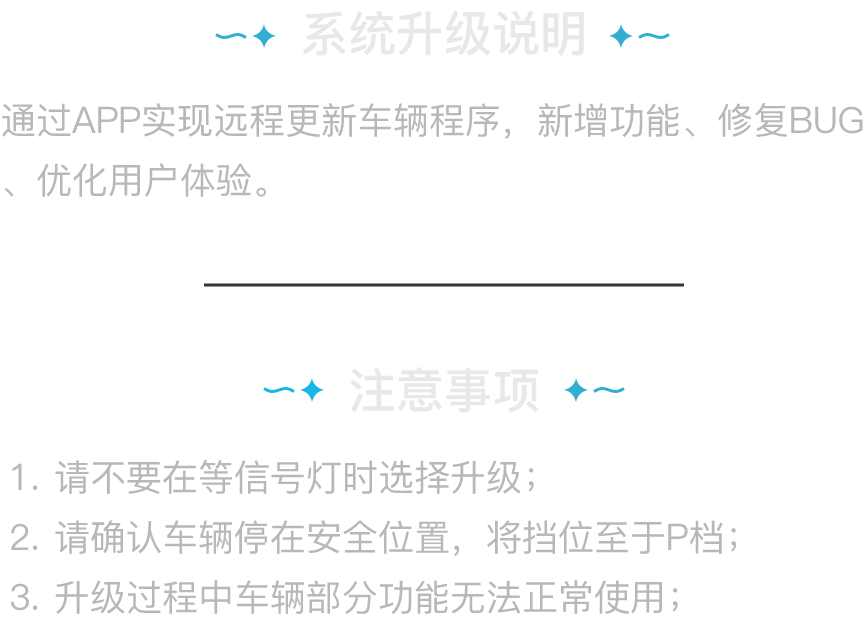 系统升级说明
通过APP实现远程更新车辆程序，新增功能、修复BUG
、优化用户体验。
注意事项
1. 请不要在等信号灯时选择升级；
2. 请确认车辆停在安全位置，将挡位至于P档；
3. 升级过程中车辆部分功能无法正常使用；